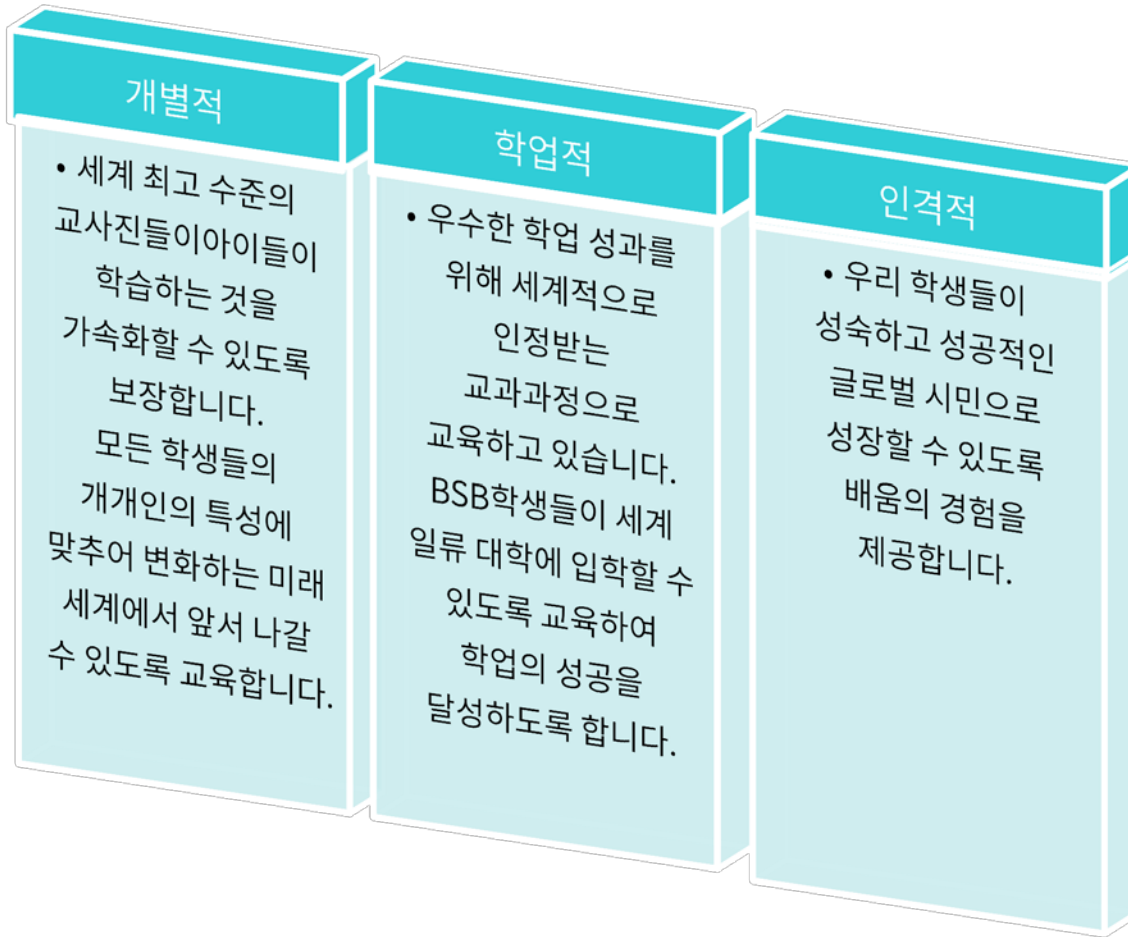 개별적
• 세계 최고 수준의
교사진들이아이들이
학습하는 것을
가속화할 수 있도록
보장합니다.
모든 학생들의
개개인의 특성에
맞추어 변화하는 미래
세계에서 앞서 나갈
수 있도록 교육합니다.
학업적
• 우수한 학업 성과를
위해 세계적으로
인정받는
교과과정으로
교육하고 있습니다.
BSB학생들이 세계
일류 대학에 입학할 수
있도록 교육하여
학업의 성공을
달성하도록 합니다.
인격적
• 우리 학생들이
성숙하고 성공적인
글로벌 시민으로
성장할 수 있도록
배움의 경험을
제공합니다.